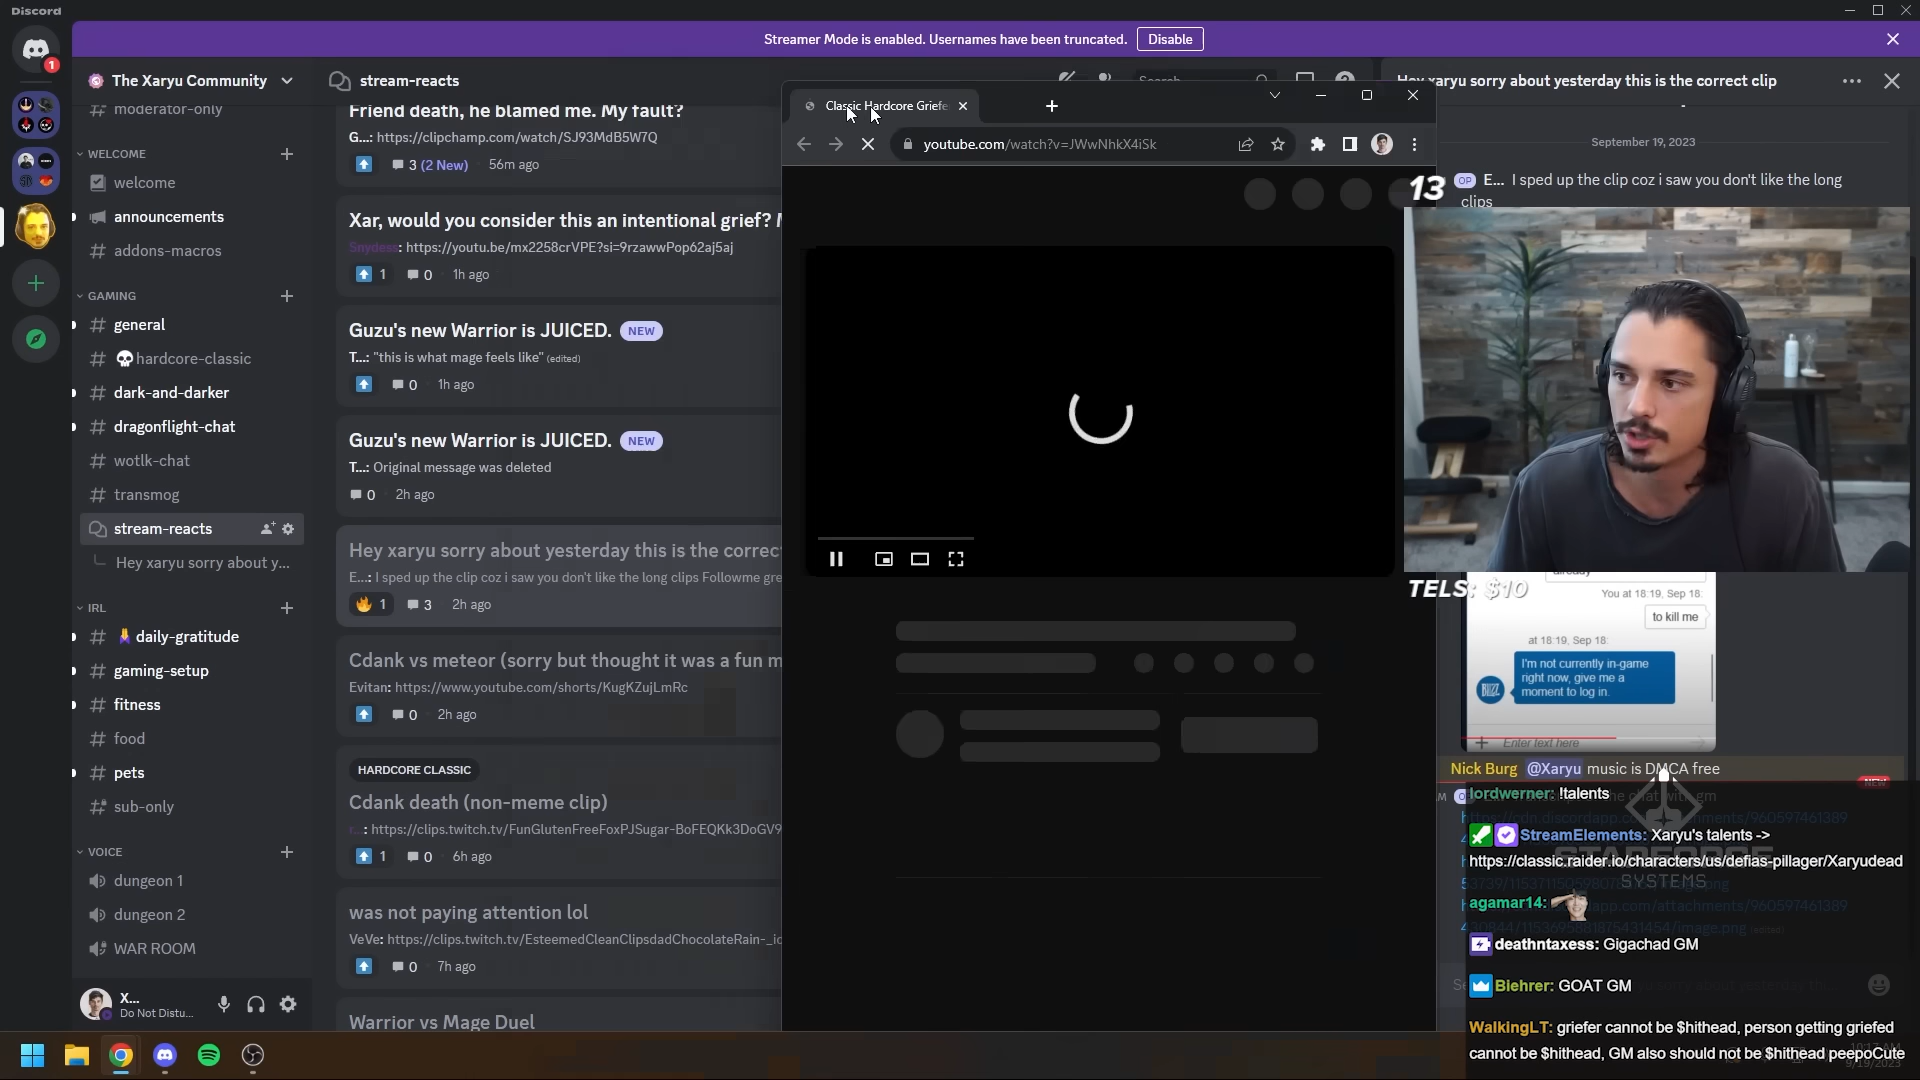 Discord
Streamer Mode is enabled. Usernames have been truncated.
Disable
1
The Xaryu Community
moderator-only
WELCOME
welcome
announcements
addons-macros
GAMING
general
hardcore-classic
dark-and-darker
dragonflight-chat
wotlk-chat
transmog
stream-reacts
Hey xaryu sorry about y...
IRL
daily-gratitude
gaming-setup
fitness
food
pets
sub-only
VOICE
dungeon 1
dungeon 2
WAR ROOM
X...
Do Not Distu...
stream-reacts
Search
Friend death, he blamed me. My fault?
G...: https://clipchamp.com/watch/SJ93MdB5W7Q
3 (2 New) 56m ago
Xar, would you consider this an intentional grief?
Snydess: https://youtu.be/mx2258crVPE?si=9rzawwPop62aj5aj
1 0 1h ago
Guzu's new Warrior is JUICED. NEW
T...: "this is what mage feels like" (edited)
0 1h ago
Guzu's new Warrior is JUICED. NEW
T...: Original message was deleted
0 2h ago
Hey xaryu sorry about yesterday this is the correc
E...: I sped up the clip coz i saw you don't like the long clips Followme gre
1 3 2h ago
Cdank vs meteor (sorry but thought it was a fun m
Evitan: https://www.youtube.com/shorts/KugKZujLmRc
0 2h ago
HARDCORE CLASSIC
Cdank death (non-meme clip)
r...: https://clips.twitch.tv/FunGlutenFreeFoxPJSugar-BoFEQKk3DoGV9
1 0 6h ago
was not paying attention lol
VeVe: https://clips.twitch.tv/EsteemedCleanClipsdadChocolateRain-_ic
0 7h ago
Warrior vs Mage Duel
Classic Hardcore Griefe
youtube.com/watch?v=JWwNhkX4iSk
Hey xaryu sorry about yesterday this is the correct clip
September 19, 2023
OP E... I sped up the clip coz i saw you don't like the long
clips
13
TELS: $10
already
You at 18:19, Sep 18:
to kill me
at 18:19, Sep 18:
I'm not currently in-game
right now, give me a
moment to log in.
BLIZZ
Enter text here
Nick Burg @Xaryu music is DMCA free
NEW
lordwerner: !talents
StreamElements: Xaryu's talents ->
https://classic.raider.io/characters/us/defias-pillager/Xaryudead
SYSTEMS
agamar14:
deathntaxess: Gigachad GM
Biehrer: GOAT GM
WalkingLT: griefer cannot be $hithead, person getting griefed
cannot be $hithead, GM also should not be $hithead peepoCute